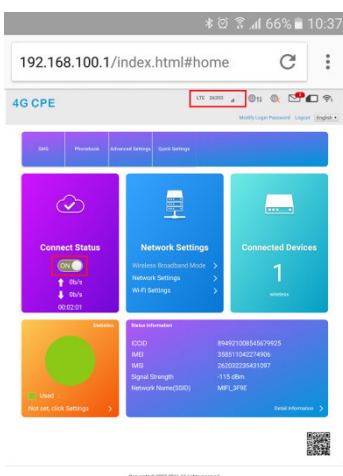 66% 10:37
192.168.100.1/index.html#home
4G CPE
LTE 26203
Modify Login Password Logout English
SMS Phonebook Advanced Settings Quick Settings
Connect Status
ON
0b/s
0b/s
00:02:01
Network Settings
Wireless Broadband Mode
Network Settings
Wi-Fi Settings
Connected Devices
1
wireless
Statistics
Used :
Not set, click Settings
Status Information
ICCID 894921008545679925
IMEI 358511042274906
IMSI 262032235431097
Signal Strength -115 dBm
Network Name(SSID) MIFI_3F9E
Detail Information